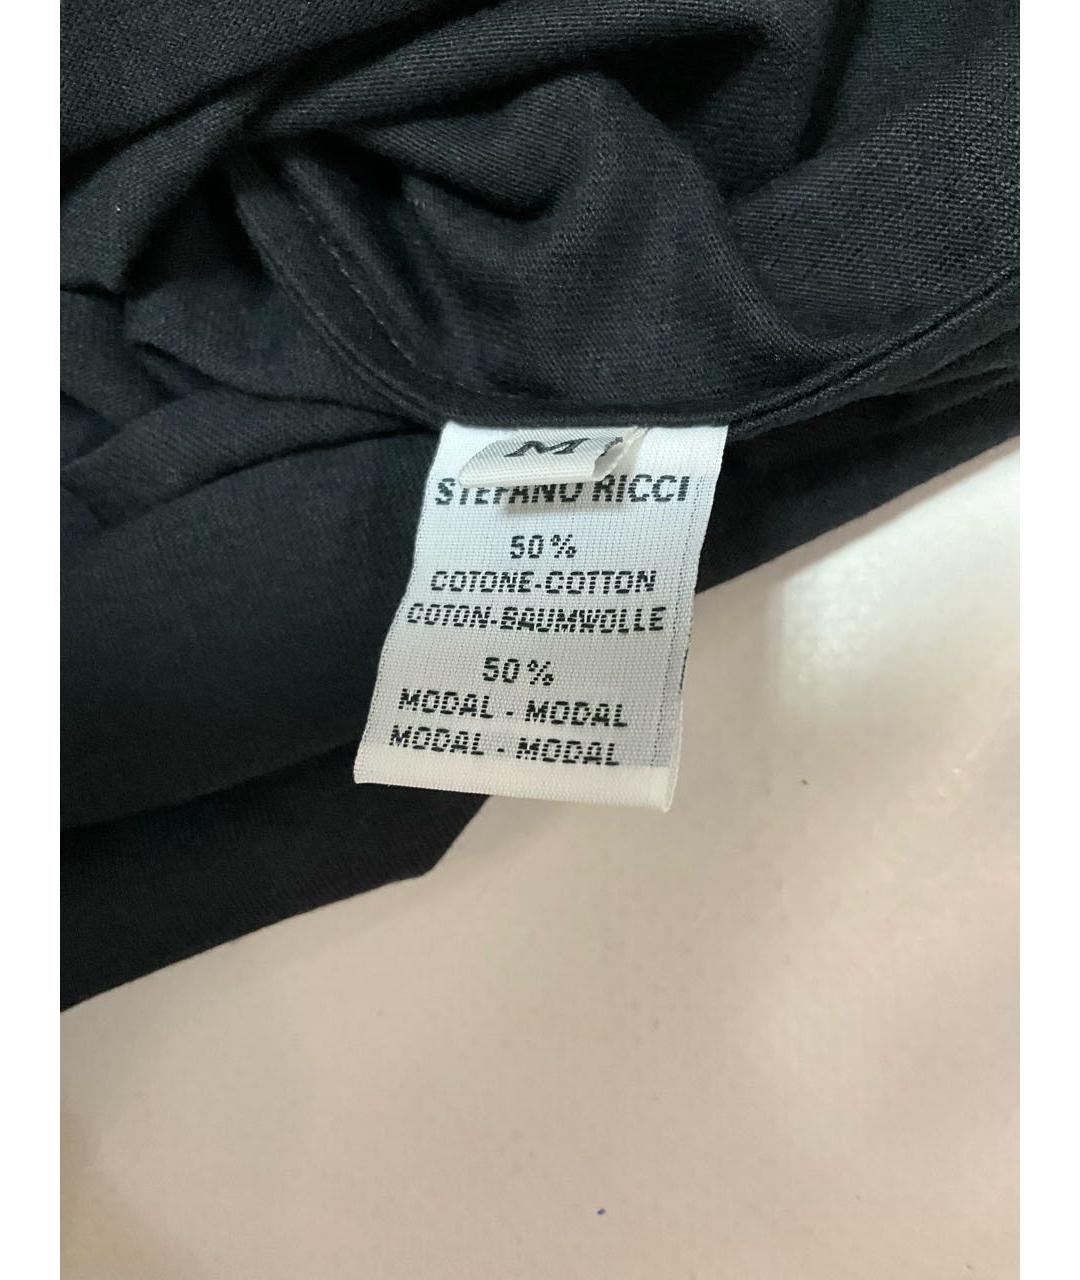 M
STEFANO RICCI
50%
COTONE-COTTON
COTON-BAUMWOLLE
50%
MODAL - MODAL
MODAL - MODAL